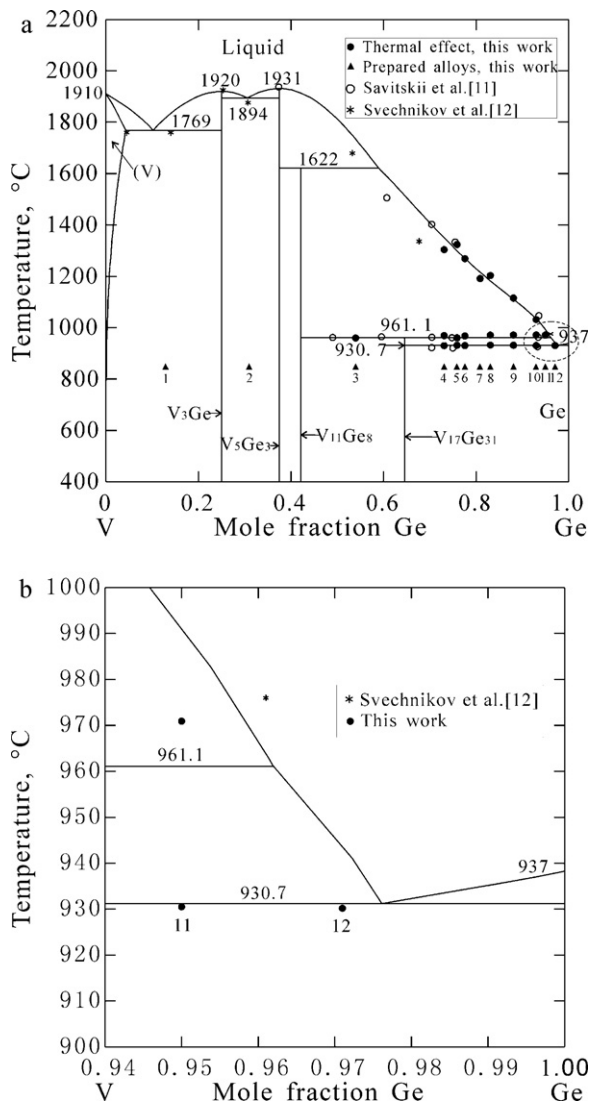 a
Liquid
● Thermal effect, this work
▲ Prepared alloys, this work
○ Savitskii et al.[11]
* Svechnikov et al.[12]
Temperature, °C
2200
2000
1800
1600
1400
1200
1000
800
600
400
1910
1920
1931
1894
1769
(V)
1622
961.1
930.7
937
1 2 3 4 5 6 7 8 9 10 11 12
Ge
V₃Ge
V₅Ge₃
V₁₁Ge₈
V₁₇Ge₃₁
0 0.2 0.4 0.6 0.8 1.0
V Mole fraction Ge Ge
b
Temperature, °C
1000
990
980
970
960
950
940
930
920
910
900
* Svechnikov et al.[12]
● This work
961.1
937
930.7
11 12
0.94 0.95 0.96 0.97 0.98 0.99 1.00
V Mole fraction Ge Ge